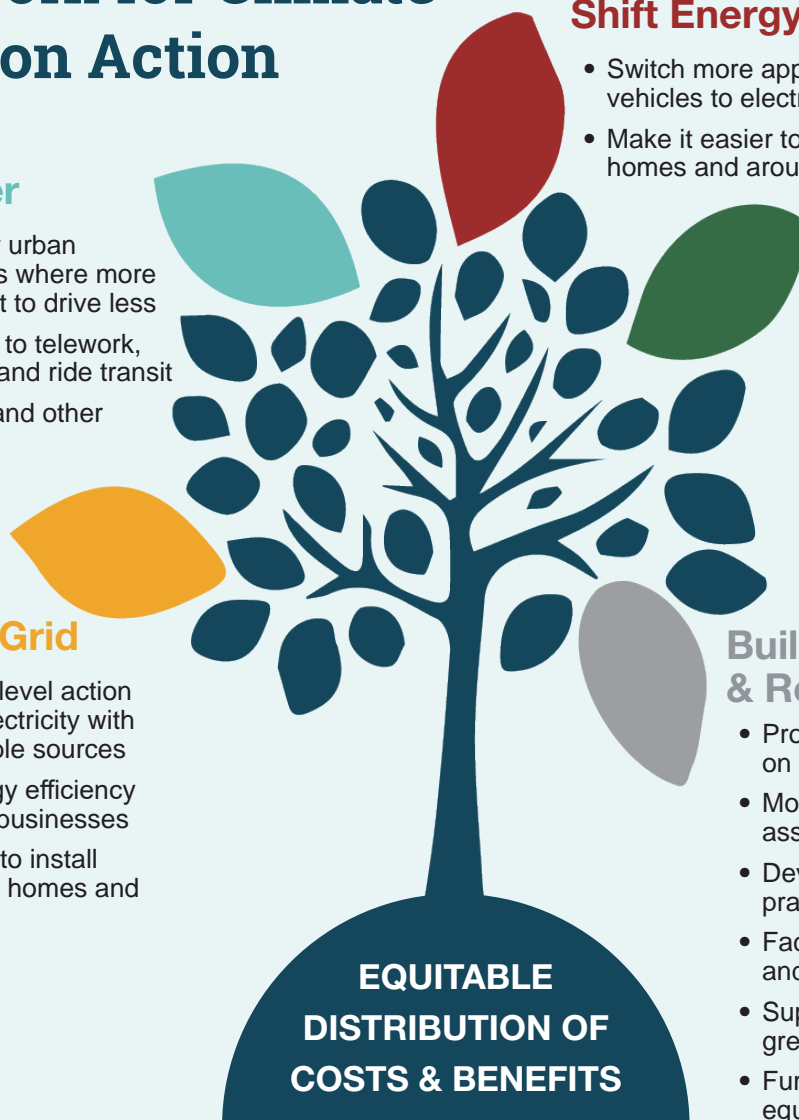 on Action
Shift Energy
• Switch more app
vehicles to electr
• Make it easier to
homes and arou
er
urban
s where more
t to drive less
to telework,
and ride transit
and other
Grid
level action
ectricity with
ole sources
gy efficiency
businesses
to install
homes and
Buil
& Re
• Pro
on
• Mo
ass
• Dev
pra
• Fac
and
• Sup
gre
• Fun
equ
EQUITABLE
DISTRIBUTION OF
COSTS & BENEFITS